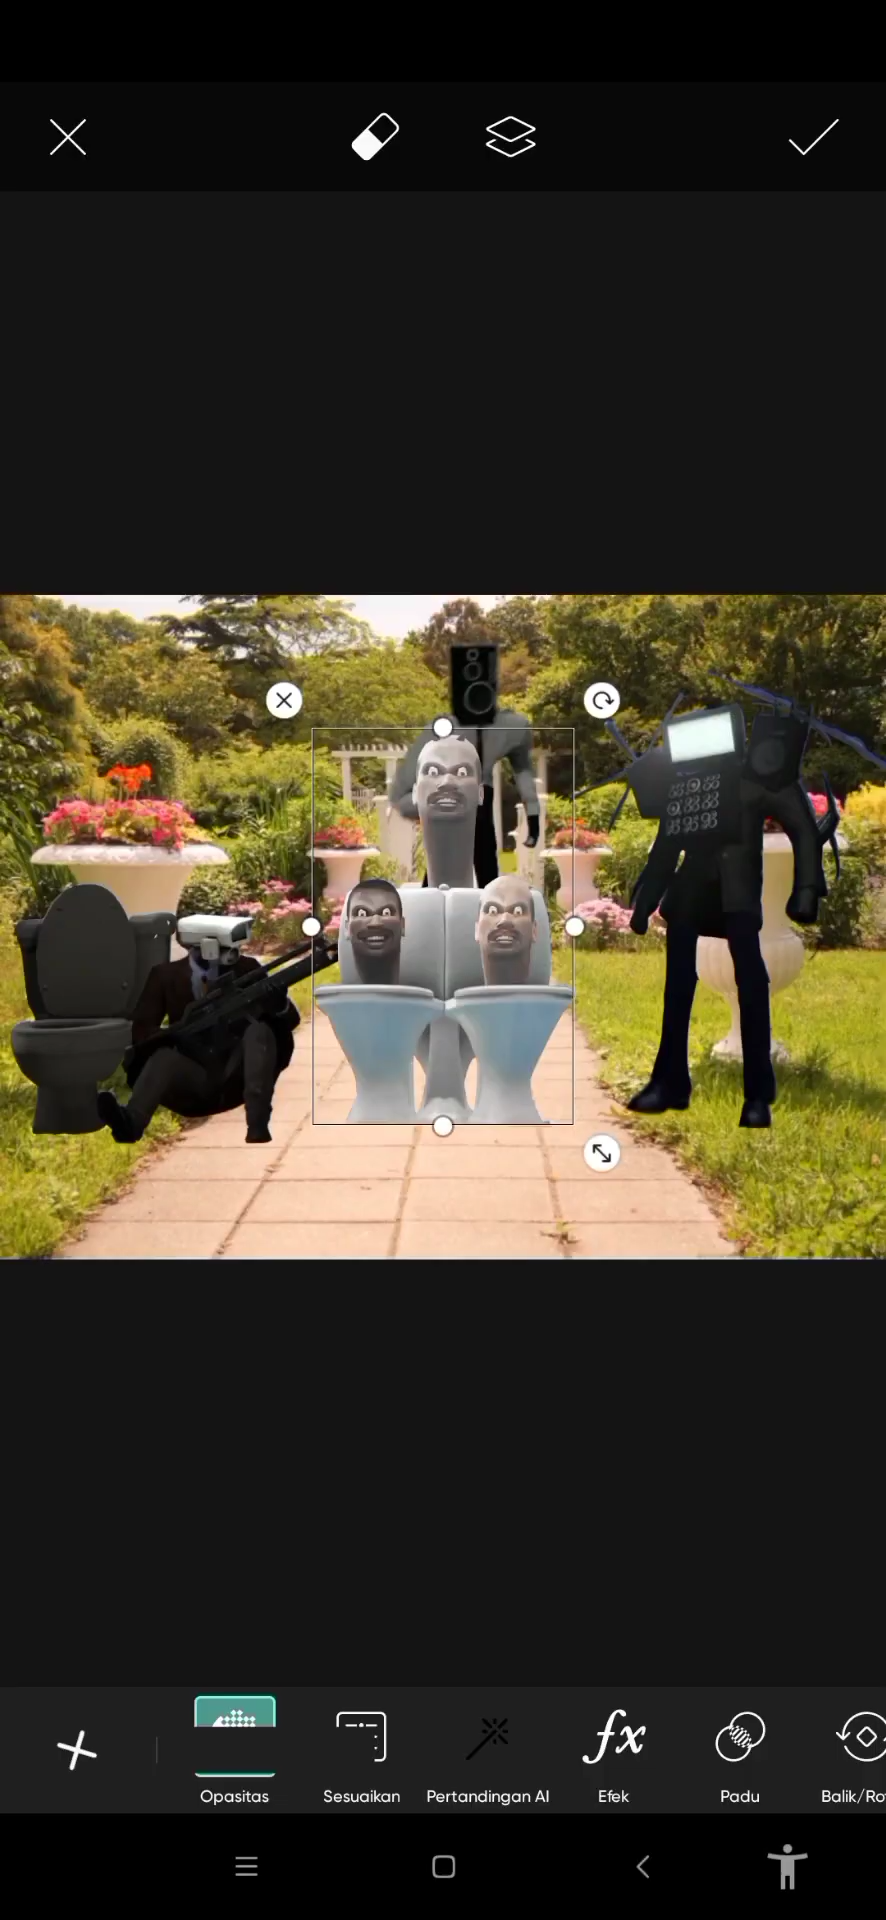 Opasitas
Sesuaikan
Pertandingan AI
fx
Efek
Padu
Balik/Ro